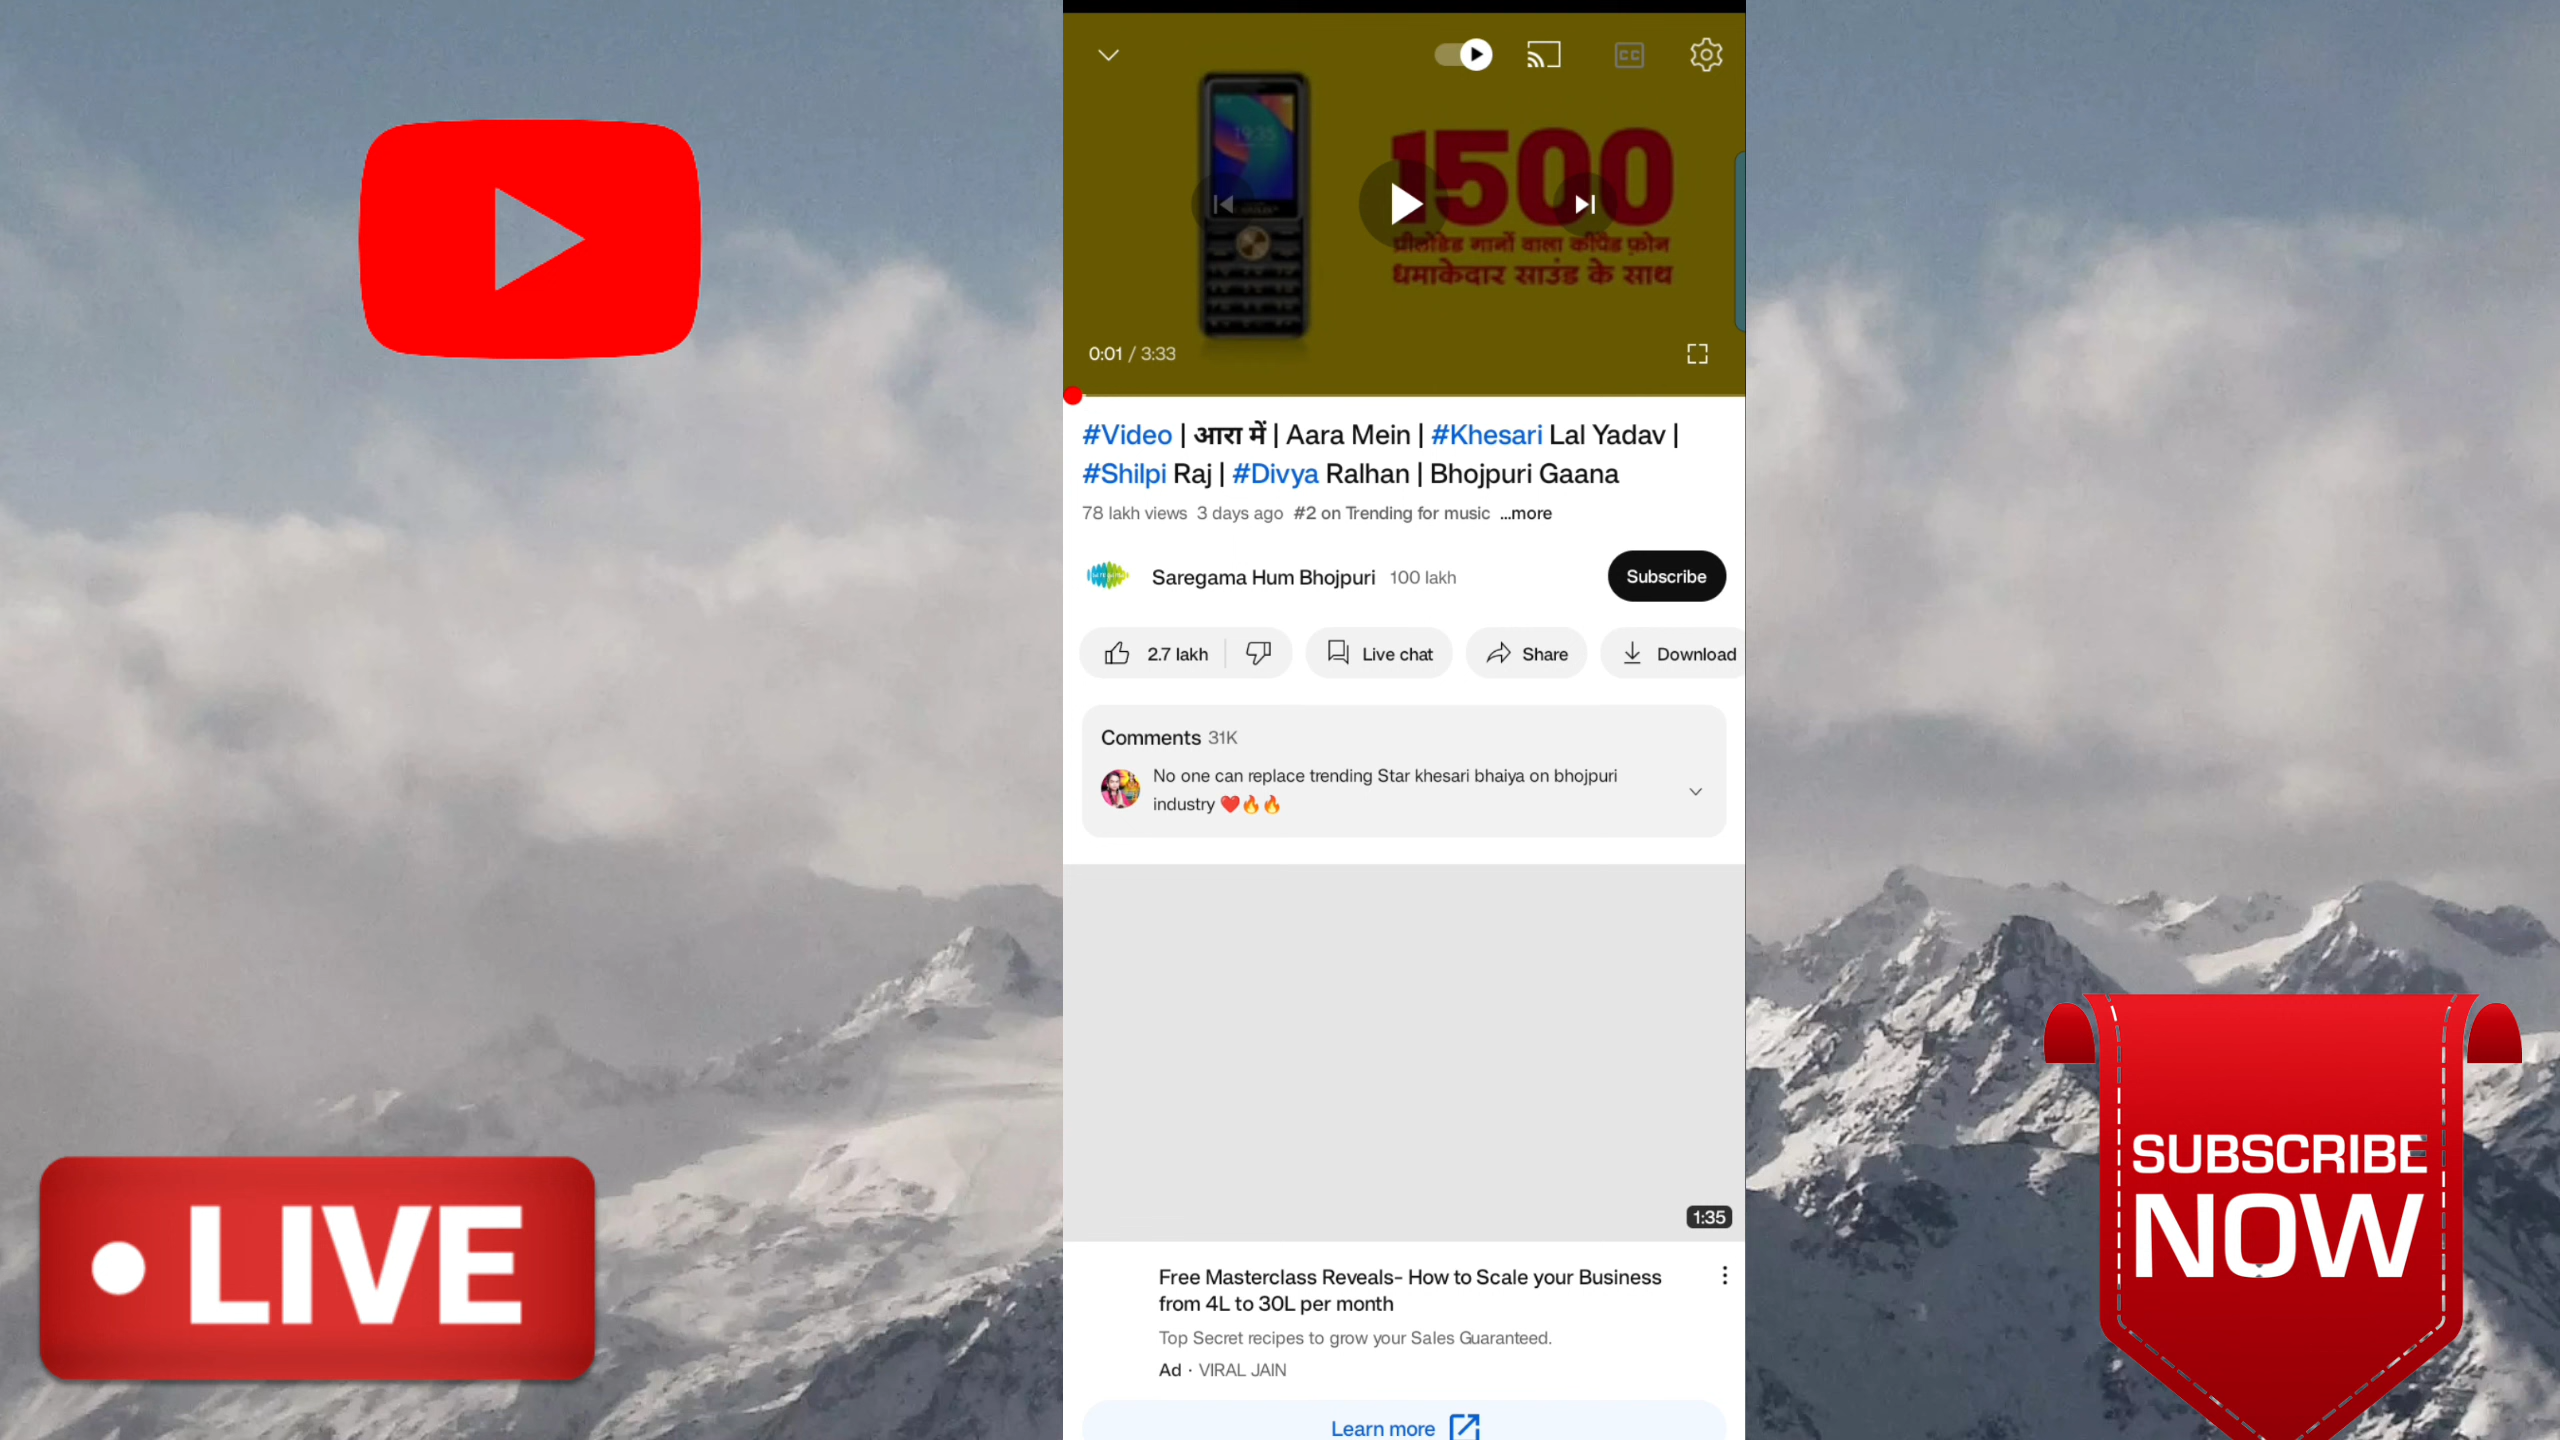 CC
19:35
1500
प्रीलोडेड गानों वाला कीपैड फ़ोन
धमाकेदार साउंड के साथ
0:01 / 3:33
#Video | आरा में | Aara Mein | #Khesari Lal Yadav |
#Shilpi Raj | #Divya Ralhan | Bhojpuri Gaana
78 lakh views 3 days ago #2 on Trending for music ...more
Saregama Hum Bhojpuri 100 lakh
Subscribe
2.7 lakh
Live chat
Share
Download
Comments 31K
No one can replace trending Star khesari bhaiya on bhojpuri
industry ❤️🔥🔥
1:35
Free Masterclass Reveals- How to Scale your Business
from 4L to 30L per month
Top Secret recipes to grow your Sales Guaranteed.
Ad · VIRAL JAIN
Learn more
LIVE
SUBSCRIBE
NOW